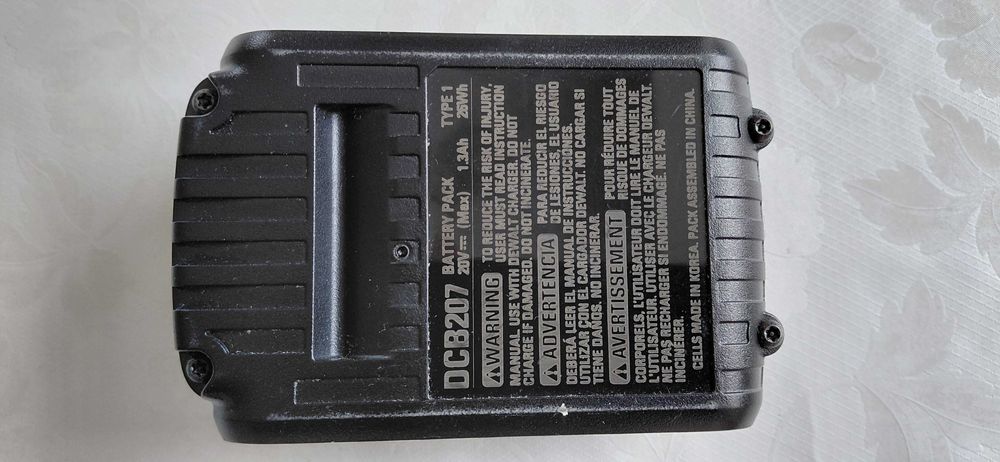 DCB207 BATTERY PACK TYPE 1
20V⎓ (Max) 1.3Ah 26Wh
⚠WARNING TO REDUCE THE RISK OF INJURY,
USER MUST READ INSTRUCTION
MANUAL. USE WITH DEWALT CHARGER. DO NOT
CHARGE IF DAMAGED. DO NOT INCINERATE.
⚠ADVERTENCIA PARA REDUCIR EL RIESGO
DE LESSIONES, EL USUARIO
DEBERÁ LEER EL MANUAL DE INSTRUCCIONES.
UTILIZAR CON EL CARGADOR DEWALT. NO CARGAR SI
TIENE DAÑOS. NO INCINERAR.
⚠AVERTISSEMENT POUR RÉDUIRE: TOUT
RISQUE DE DOMMAGES
CORPORELS, L'UTILISATEUR DOIT LIRE LE MANUEL DE
L'UTILISATEUR. UTILISER AVEC LE CHARGEUR DEWALT.
NE PAS RECHARGER SI ENDOMMAGÉ. NE PAS
INCINÉRER.
CELLS MADE IN KOREA. PACK ASSEMBLED IN CHINA.